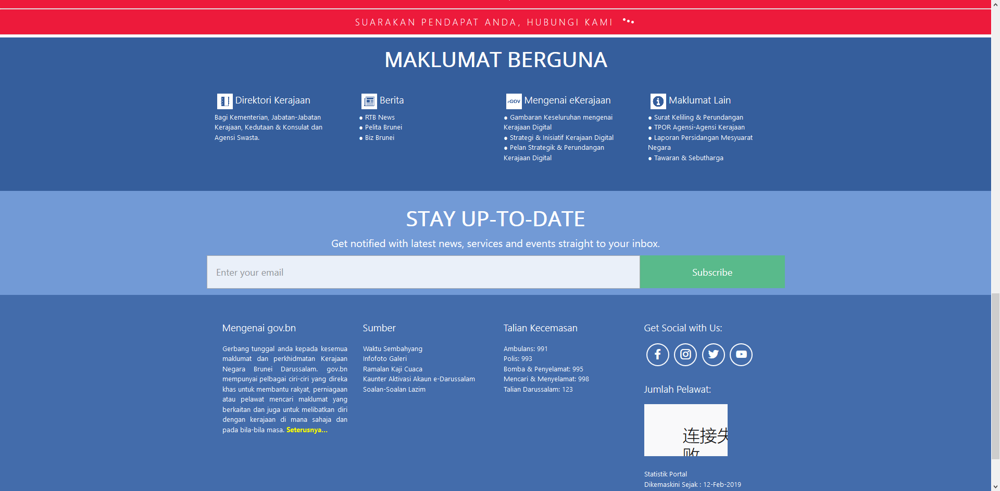 SUARAKAN PENDAPAT ANDA, HUBUNGI KAMI
MAKLUMAT BERGUNA
Direktori Kerajaan
Bagi Kementerian, Jabatan-Jabatan
Kerajaan, Kedutaan & Konsulat dan
Agensi Swasta.
Berita
● RTB News
● Pelita Brunei
● Biz Brunei
eGOV Mengenai eKerajaan
● Gambaran Keseluruhan mengenai
Kerajaan Digital
● Strategi & Inisiatif Kerajaan Digital
● Pelan Strategik & Perundangan
Kerajaan Digital
Maklumat Lain
● Surat Keliling & Perundangan
● TPOR Agensi-Agensi Kerajaan
● Laporan Persidangan Mesyuarat
Negara
● Tawaran & Sebutharga
STAY UP-TO-DATE
Get notified with latest news, services and events straight to your inbox.
Enter your email
Subscribe
Mengenai gov.bn
Gerbang tunggal anda kepada kesemua
maklumat dan perkhidmatan Kerajaan
Negara Brunei Darussalam. gov.bn
mempunyai pelbagai ciri-ciri yang direka
khas untuk membantu rakyat, perniagaan
atau pelawat mencari maklumat yang
berkaitan dan juga untuk melibatkan diri
dengan kerajaan di mana sahaja dan
pada bila-bila masa. Seterusnya...
Sumber
Waktu Sembahyang
Infofoto Galeri
Ramalan Kaji Cuaca
Kaunter Aktivasi Akaun e-Darussalam
Soalan-Soalan Lazim
Talian Kecemasan
Ambulans: 991
Polis: 993
Bomba & Penyelamat: 995
Mencari & Menyelamat: 998
Talian Darussalam: 123
Get Social with Us:
Jumlah Pelawat:
连接失
败
Statistik Portal
Dikemaskini Sejak : 12-Feb-2019